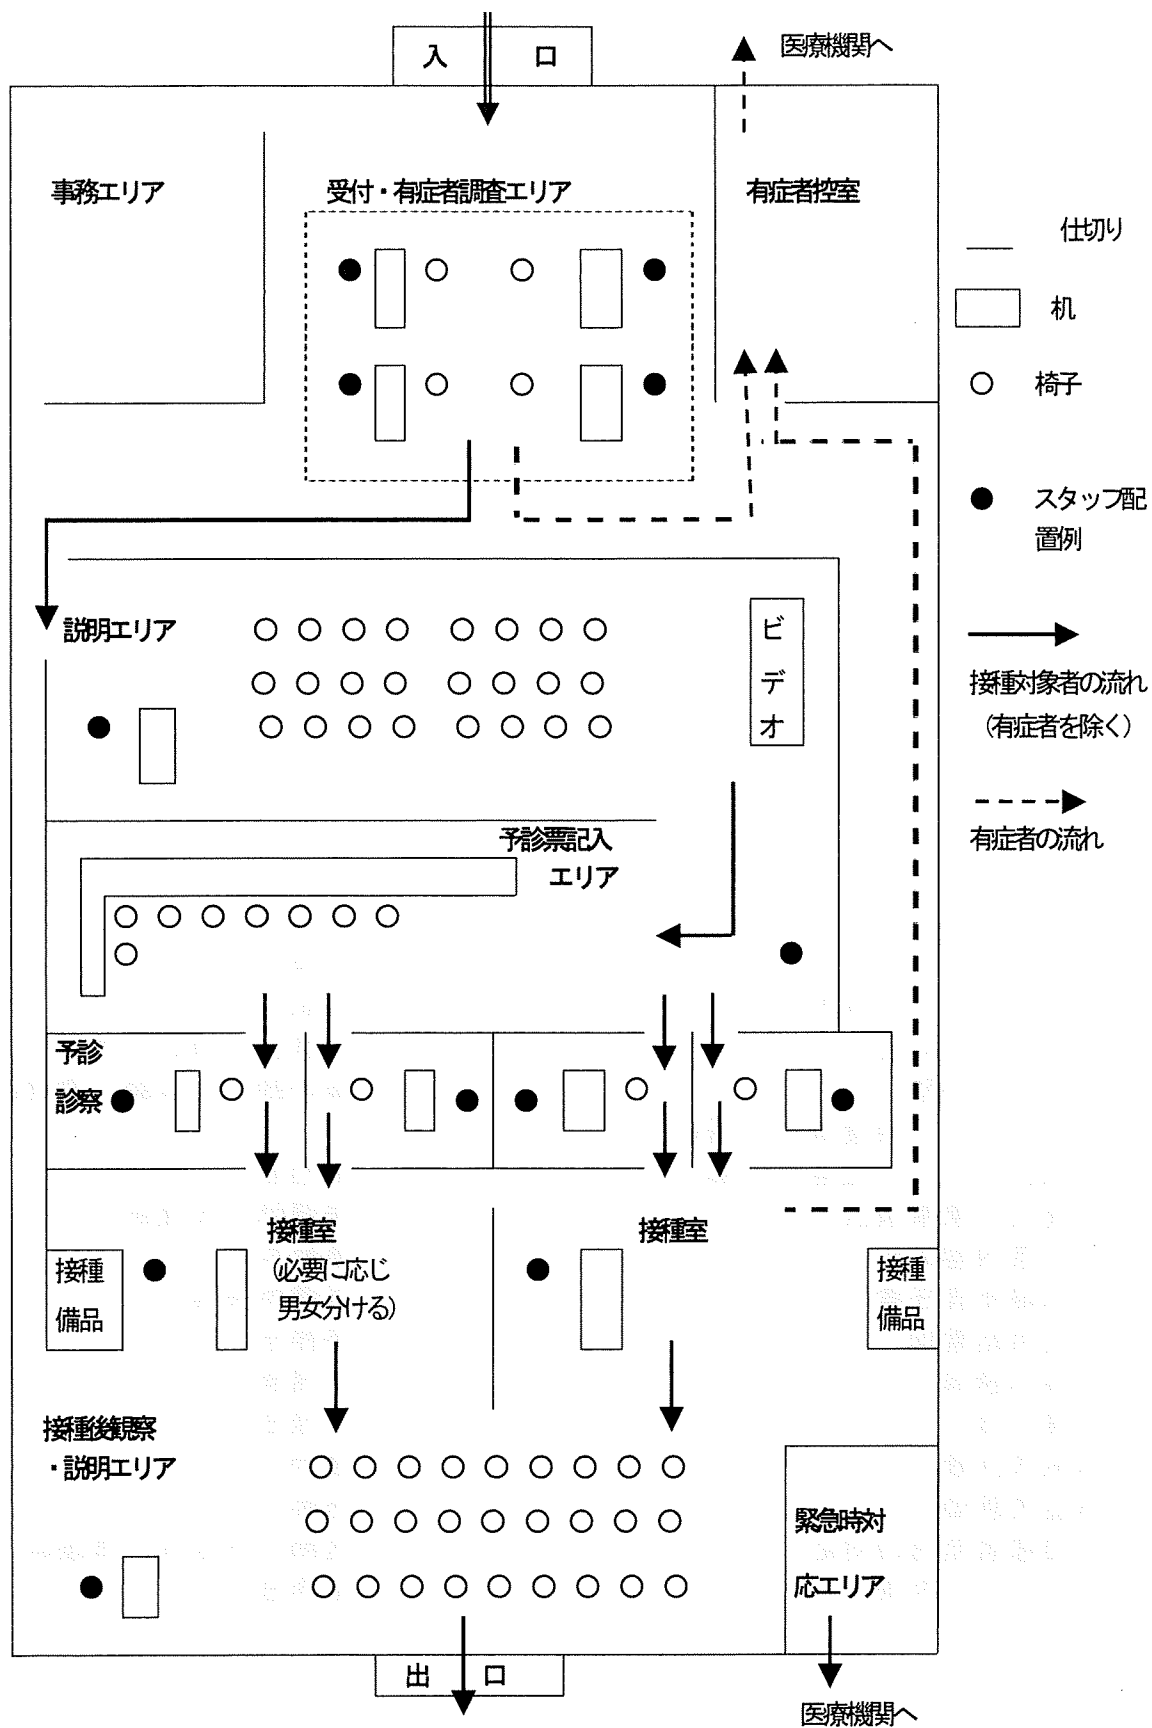 入 口
医療機関へ
事務エリア
受付・有症者調査エリア
有症者控室
仕切り
机
椅子
スタッフ配
置例
接種対象者の流れ
（有症者を除く）
有症者の流れ
説明エリア
ビ
デ
オ
予診票記入
エリア
予診
診察
接種室
（必要に応じ
男女分ける）
接種室
接種
備品
接種
備品
接種後観察
・説明エリア
緊急時対
応エリア
出 口
医療機関へ